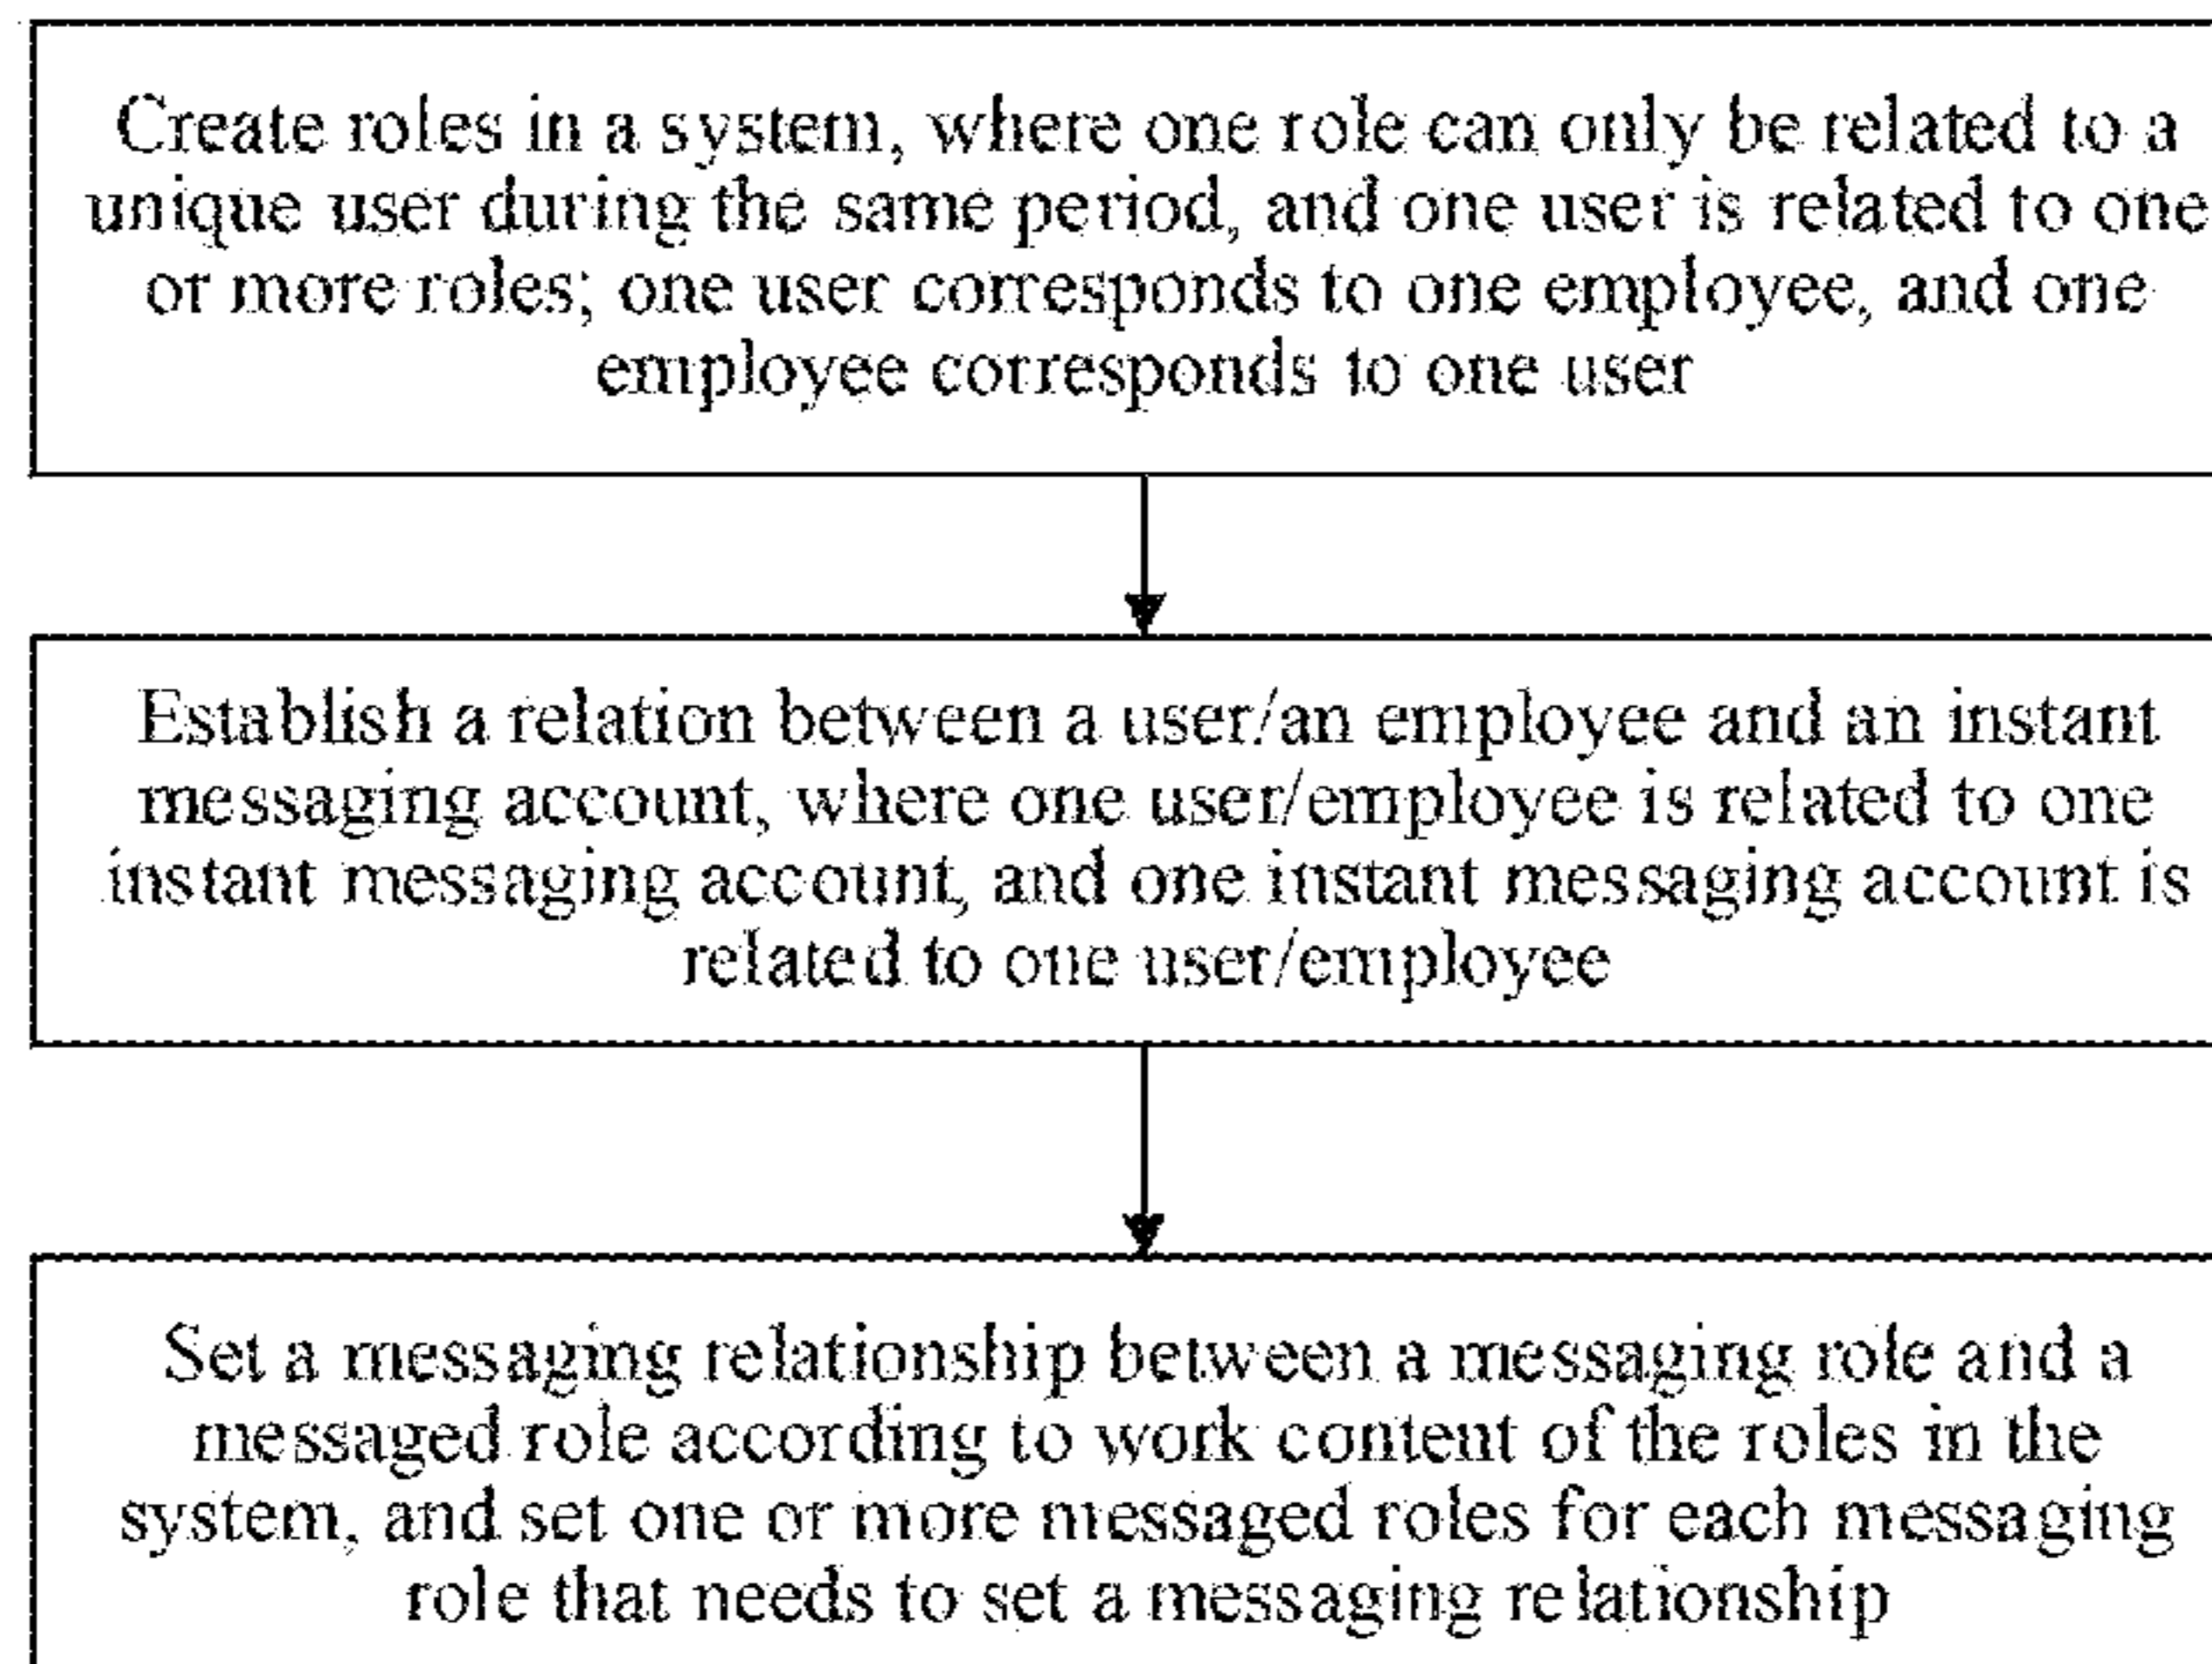 Create roles in a system, where one role can only be related to a
unique user during the same period, and one user is related to one
or more roles; one user corresponds to one employee, and one
employee corresponds to one user
Establish a relation between a user/an employee and an instant
messaging account, where one user/employee is related to one
instant messaging account, and one instant messaging account is
related to one user/employee
Set a messaging relationship between a messaging role and a
messaged role according to work content of the roles in the
system, and set one or more messaged roles for each messaging
role that needs to set a messaging relationship